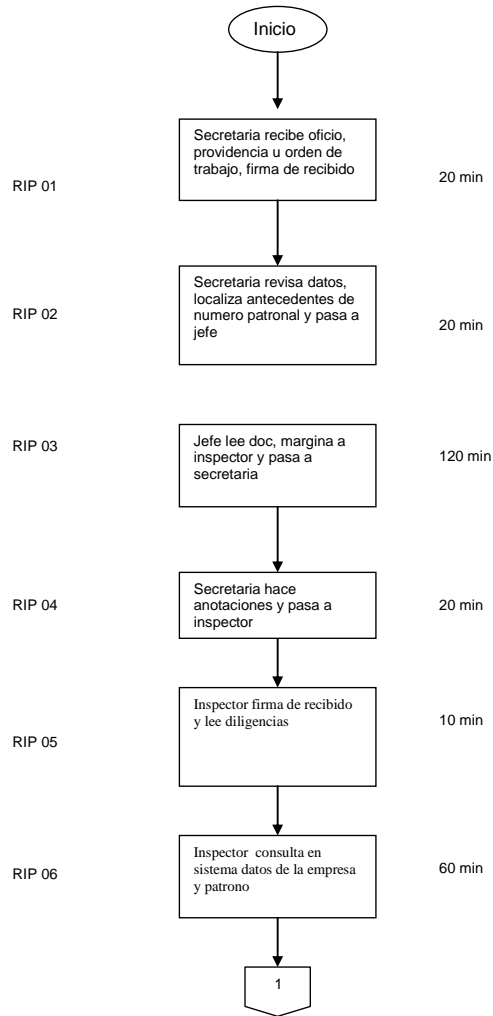 Inicio
Secretaria recibe oficio,
providencia u orden de
trabajo, firma de recibido
RIP 01
20 min
Secretaria revisa datos,
localiza antecedentes de
numero patronal y pasa a
jefe
RIP 02
20 min
Jefe lee doc, margina a
inspector y pasa a
secretaria
RIP 03
120 min
Secretaria hace
anotaciones y pasa a
inspector
RIP 04
20 min
Inspector firma de recibido
y lee diligencias
RIP 05
10 min
Inspector consulta en
sistema datos de la empresa
y patrono
RIP 06
60 min
1